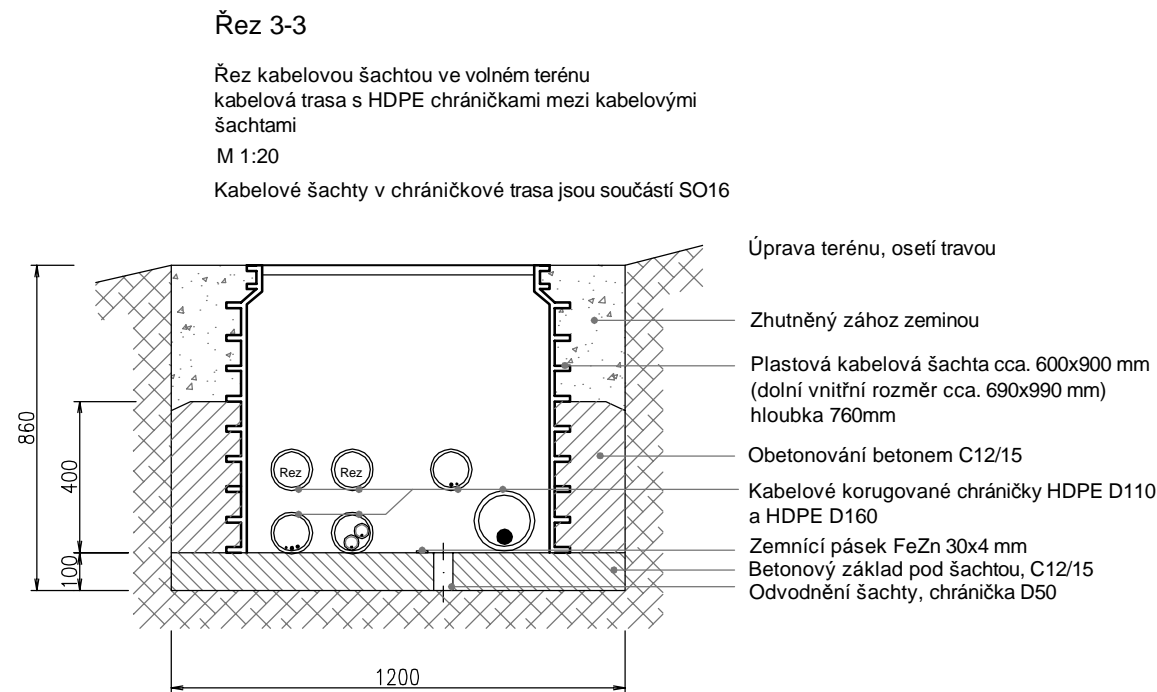 Řez 3-3
Řez kabelovou šachtou ve volném terénu
kabelová trasa s HDPE chráničkami mezi kabelovými
šachtami
M 1:20
Kabelové šachty v chráničkové trasa jsou součástí SO16
Úprava terénu, osetí travou
Zhutněný zához zeminou
Plastová kabelová šachta cca. 600x900 mm
(dolní vnitřní rozměr cca. 690x990 mm)
hloubka 760mm
Obetonování betonem C12/15
Kabelové korugované chráničky HDPE D110
a HDPE D160
Zemnící pásek FeZn 30x4 mm
Betonový základ pod šachtou, C12/15
Odvodnění šachty, chránička D50
860
400
100
Rez
Rez
1200